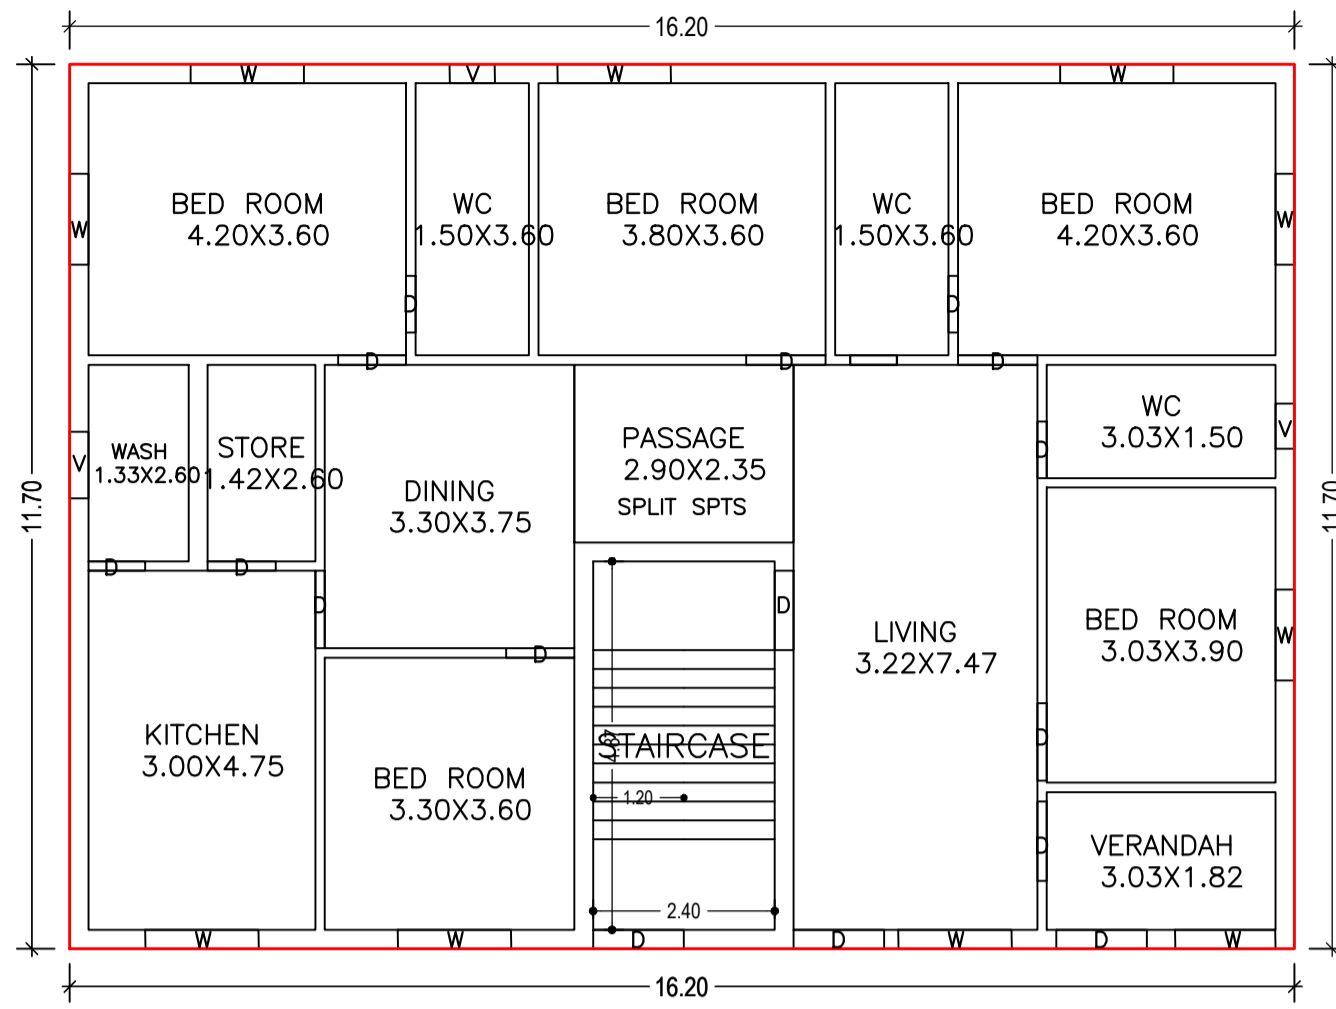 16.20
W V W W
BED ROOM
4.20X3.60
WC
1.50X3.60
BED ROOM
3.80X3.60
WC
1.50X3.60
BED ROOM
4.20X3.60
W
W
D
D
D
D
D
WASH
1.33X2.60
STORE
1.42X2.60
DINING
3.30X3.75
PASSAGE
2.90X2.35
SPLIT SPTS
WC
3.03X1.50
V
V
D
11.70
11.70
D
D
D
D
LIVING
3.22X7.47
BED ROOM
3.03X3.90
W
D
KITCHEN
3.00X4.75
BED ROOM
3.30X3.60
STAIRCASE
4.87
1.20
2.40
D
D
VERANDAH
3.03X1.82
W W D D W D W
16.20